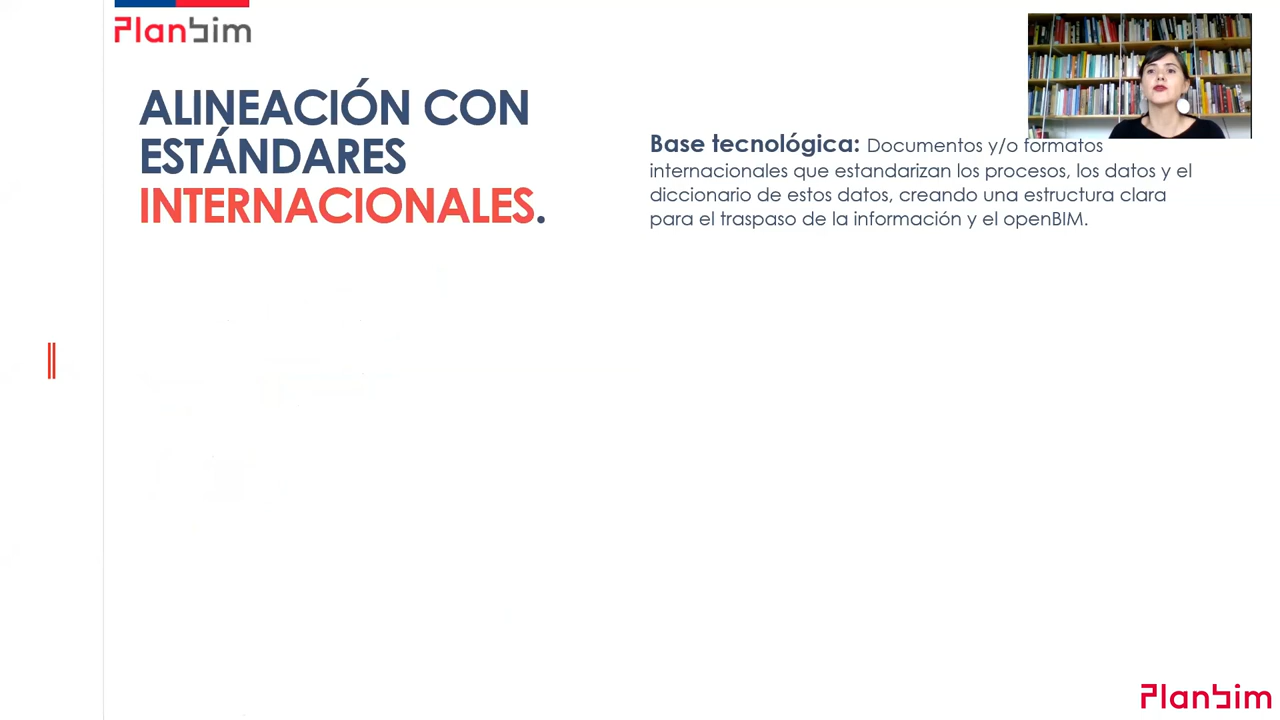 Planbim
ALINEACIÓN CON
ESTÁNDARES
INTERNACIONALES.
Base tecnológica: Documentos y/o formatos
internacionales que estandarizan los procesos, los datos y el
diccionario de estos datos, creando una estructura clara
para el traspaso de la información y el openBIM.
Planbim